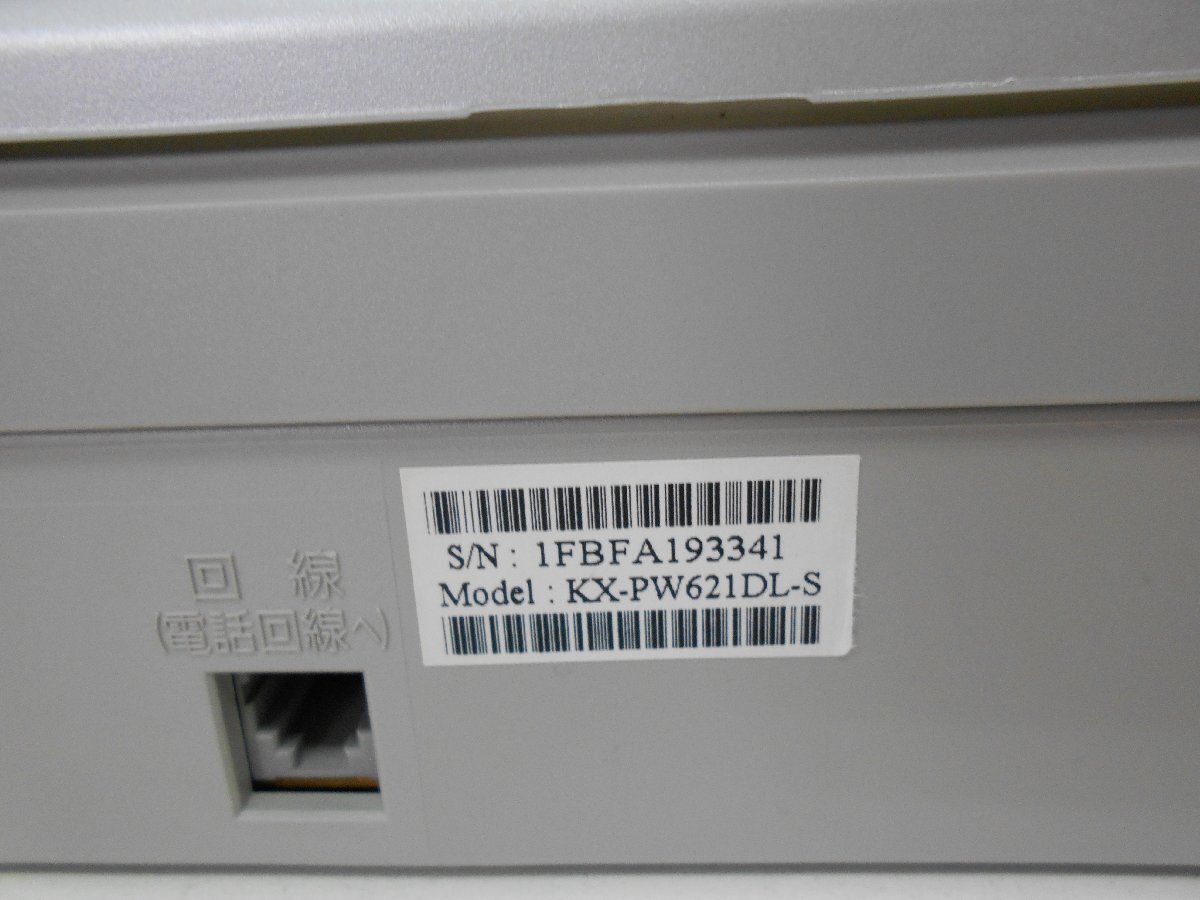 回 線
(電話回線へ)
S/N : 1FBFA193341
Model : KX-PW621DL-S